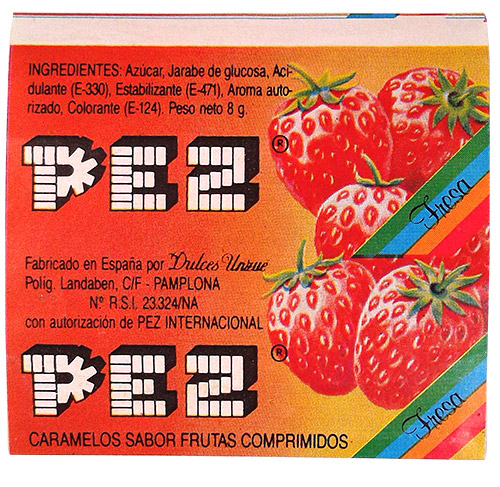 INGREDIENTES: Azúcar, Jarabe de glucosa, Aci-
dulante (E-330), Estabilizante (E-471), Aroma auto-
rizado, Colorante (E-124). Peso neto 8 g.
PEZ®
Fresa
Fabricado en España por Dulces Unzue
Políg. Landaben, C/F - PAMPLONA
Nº R.S.I. 23.324/NA
con autorización de PEZ INTERNACIONAL
PEZ®
Fresa
CARAMELOS SABOR FRUTAS COMPRIMIDOS